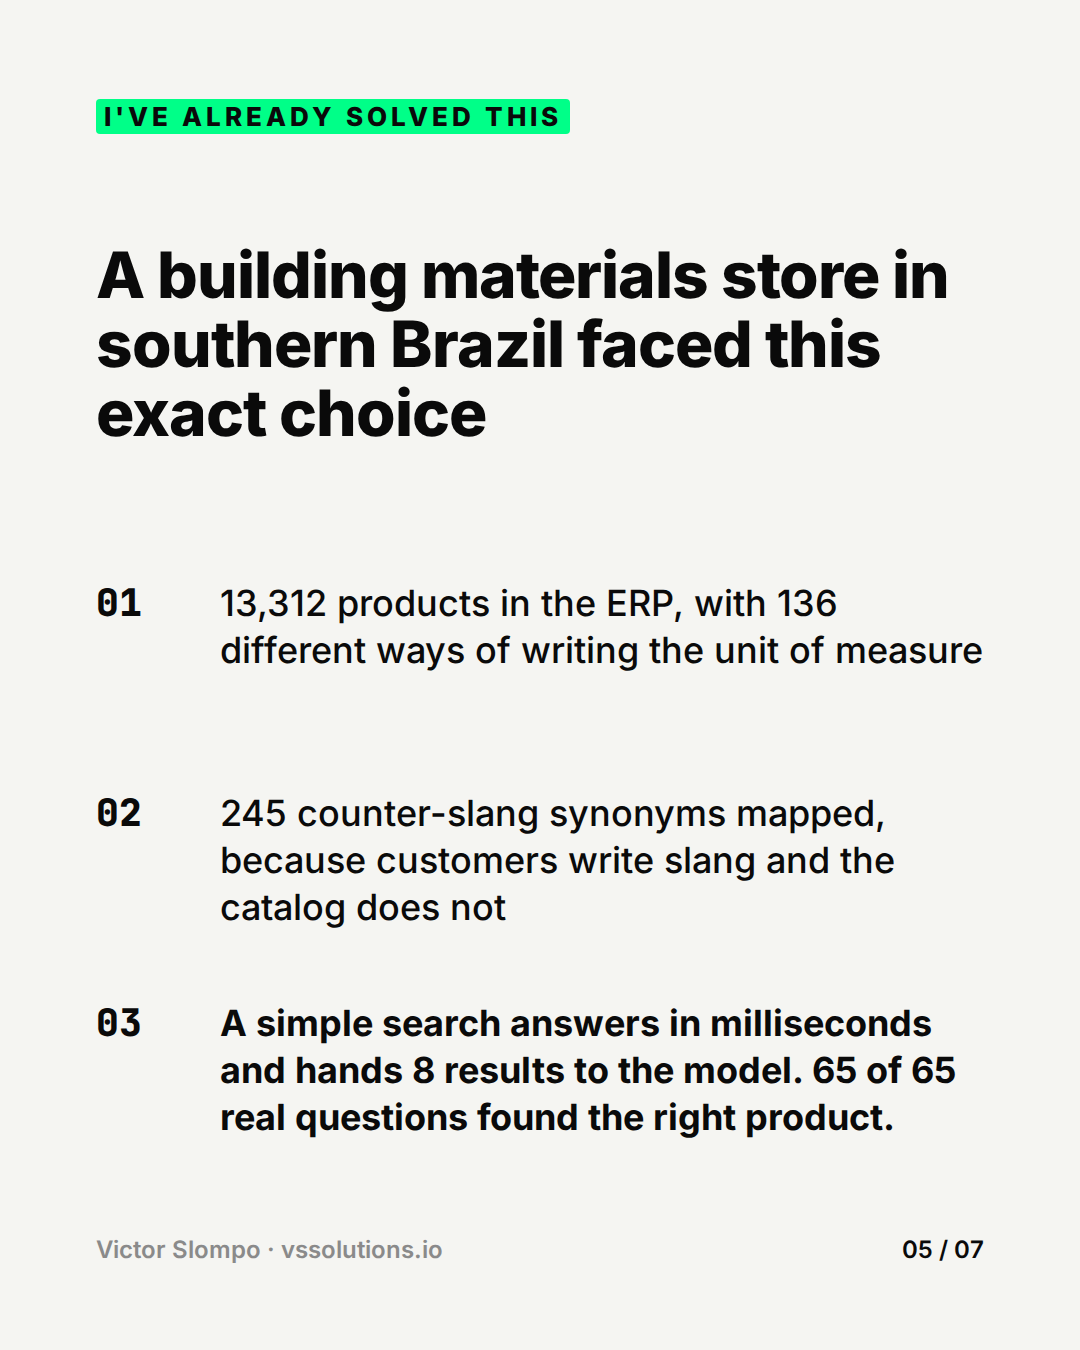 I'VE ALREADY SOLVED THIS
A building materials store in
southern Brazil faced this
exact choice
01 13,312 products in the ERP, with 136
different ways of writing the unit of measure
02 245 counter-slang synonyms mapped,
because customers write slang and the
catalog does not
03 A simple search answers in milliseconds
and hands 8 results to the model. 65 of 65
real questions found the right product.
Victor Slompo · vssolutions.io 05 / 07